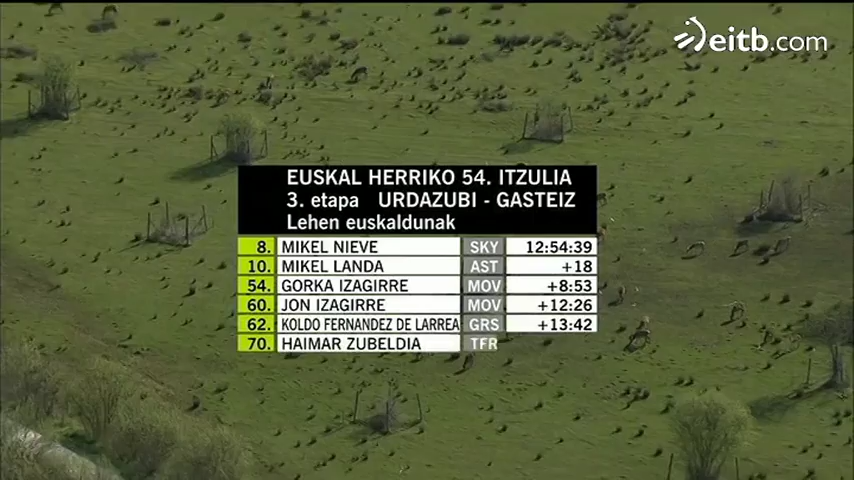 eitb.com
EUSKAL HERRIKO 54. ITZULIA
3. etapa URDAZUBI - GASTEIZ
Lehen euskaldunak
8. MIKEL NIEVE SKY 12:54:39
10. MIKEL LANDA AST +18
54. GORKA IZAGIRRE MOV +8:53
60. JON IZAGIRRE MOV +12:26
62. KOLDO FERNANDEZ DE LARREA GRS +13:42
70. HAIMAR ZUBELDIA TFR